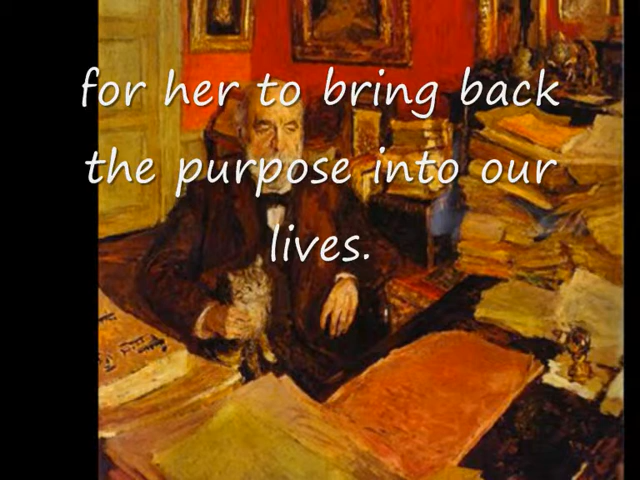 for her to bring back
the purpose into our
lives.